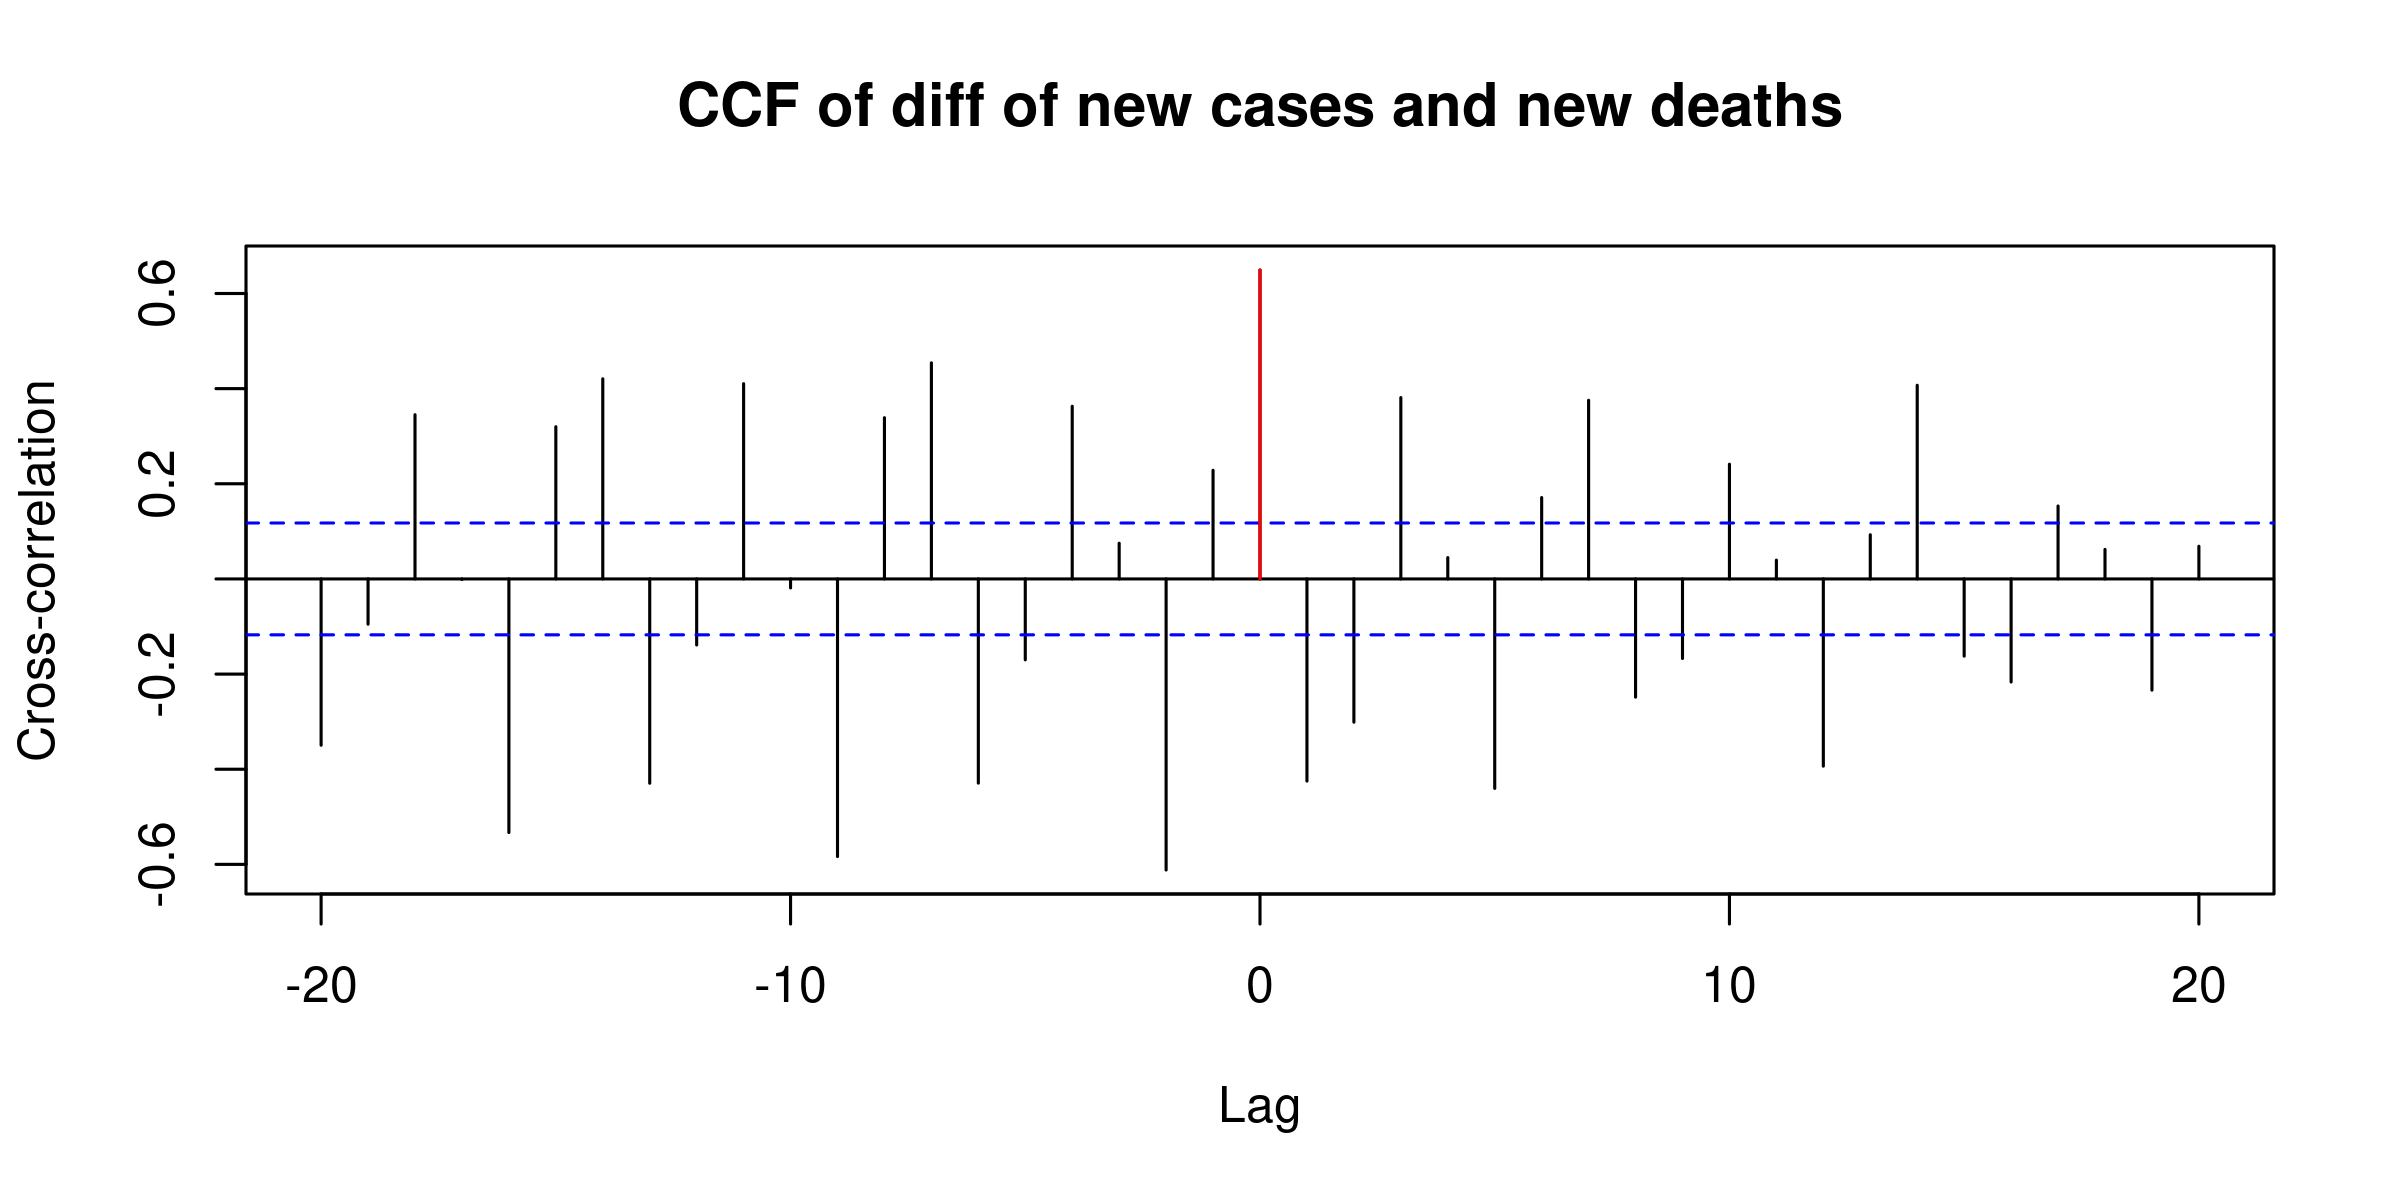 CCF of diff of new cases and new deaths
Cross-correlation
0.6
0.2
-0.2
-0.6
-20 -10 0 10 20
Lag